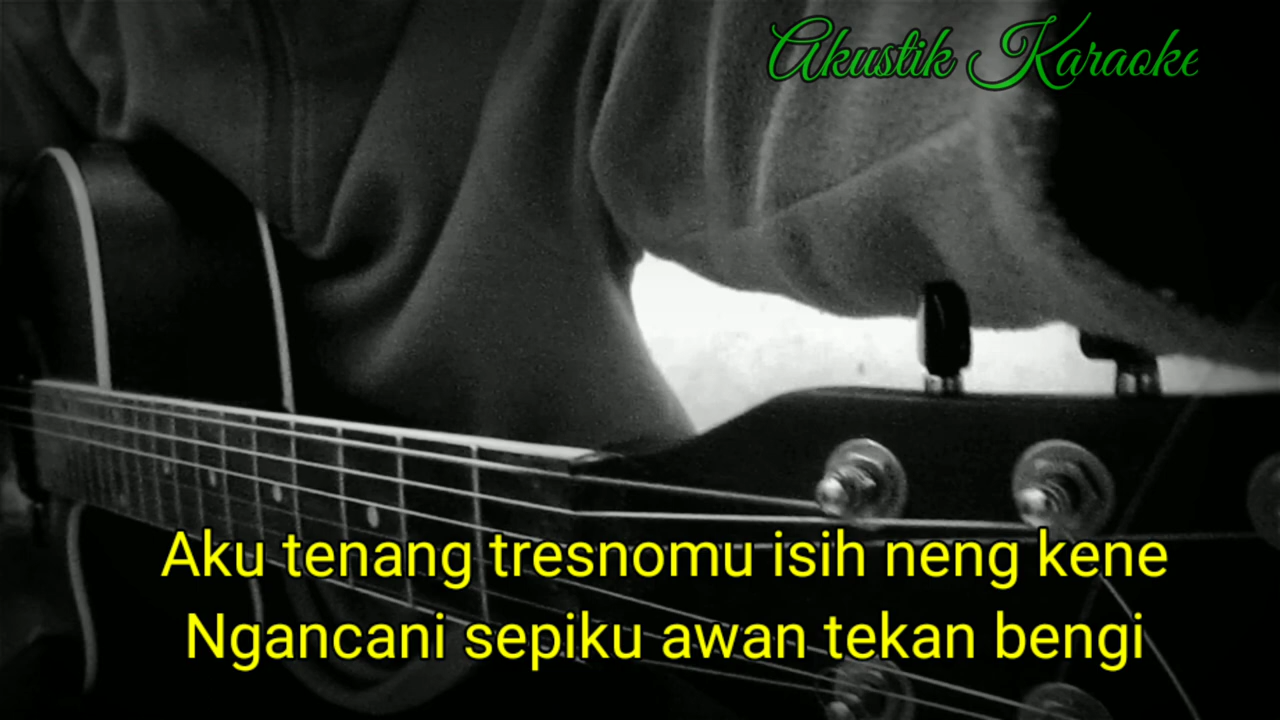 Akustik Karaoke
Aku tenang tresnomu isih neng kene
Ngancani sepiku awan tekan bengi